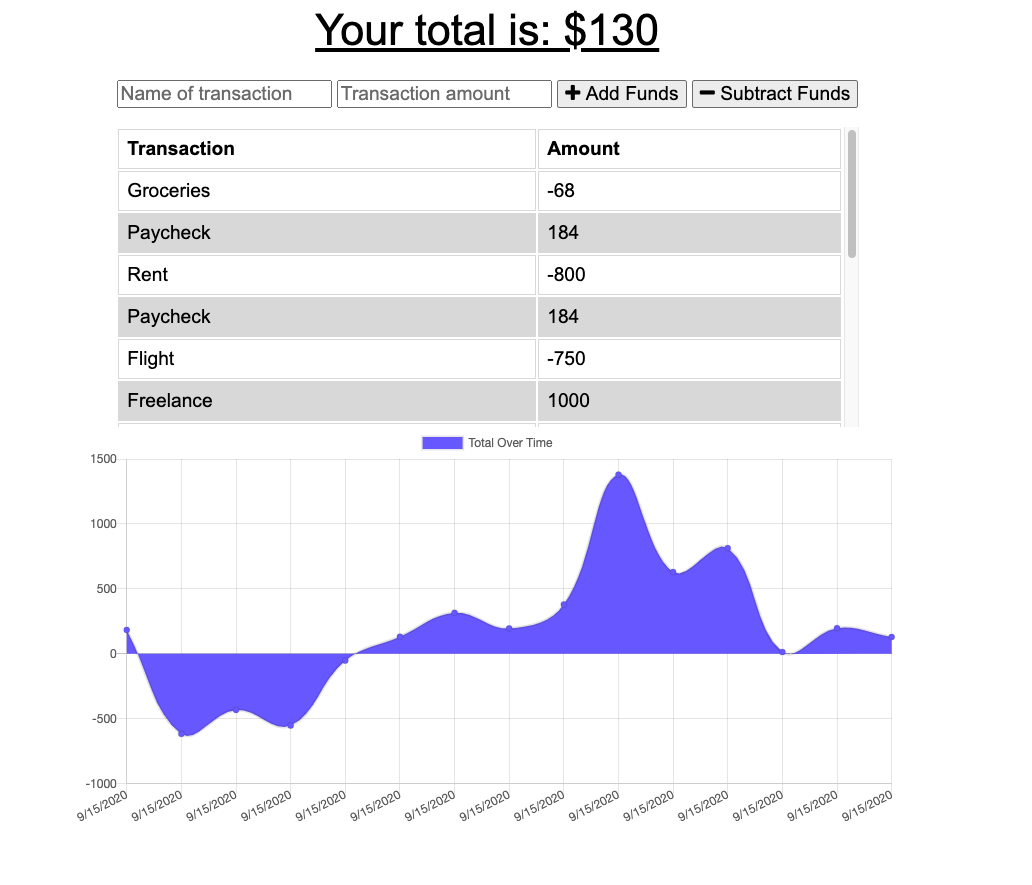 Your total is: $130
Name of transaction Transaction amount + Add Funds − Subtract Funds
Transaction Amount
Groceries -68
Paycheck 184
Rent -800
Paycheck 184
Flight -750
Freelance 1000
Total Over Time
1500
1000
500
0
-500
-1000
9/15/2020 9/15/2020 9/15/2020 9/15/2020 9/15/2020 9/15/2020 9/15/2020 9/15/2020 9/15/2020 9/15/2020 9/15/2020 9/15/2020 9/15/2020 9/15/2020 9/15/2020